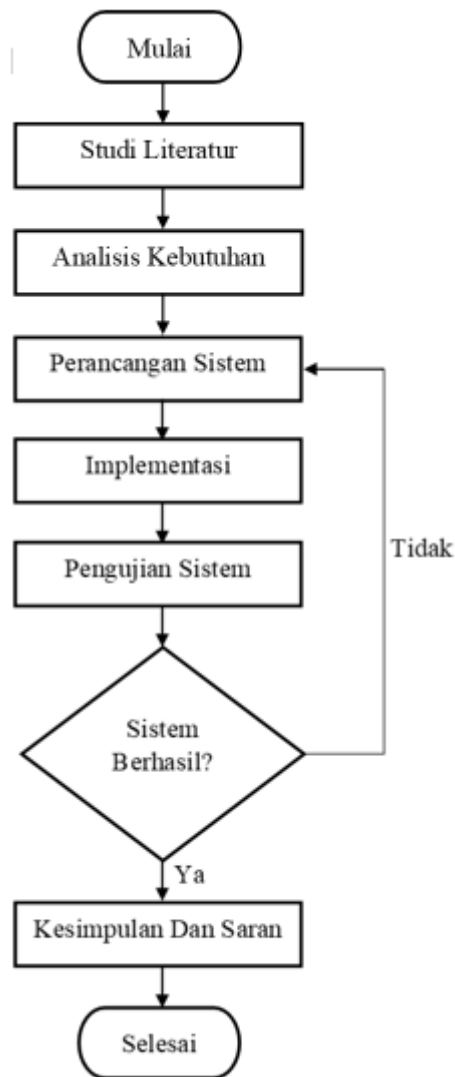 Mulai
Studi Literatur
Analisis Kebutuhan
Perancangan Sistem
Implementasi
Pengujian Sistem
Tidak
Sistem
Berhasil?
Ya
Kesimpulan Dan Saran
Selesai